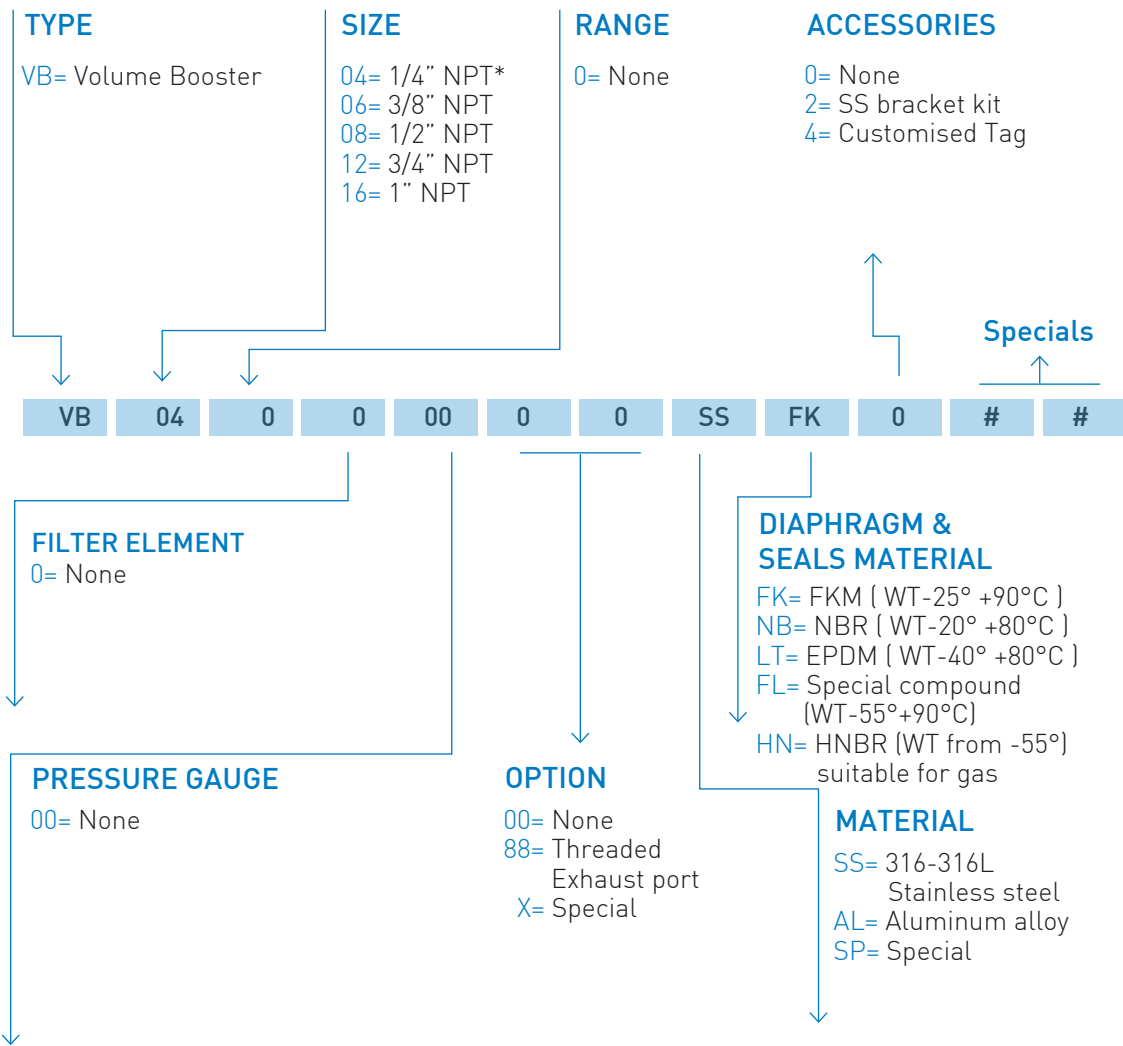 TYPE
VB= Volume Booster
SIZE
04= 1/4” NPT*
06= 3/8” NPT
08= 1/2” NPT
12= 3/4” NPT
16= 1” NPT
RANGE
0= None
ACCESSORIES
0= None
2= SS bracket kit
4= Customised Tag
Specials
VB 04 0 0 00 0 0 SS FK 0 # #
FILTER ELEMENT
0= None
PRESSURE GAUGE
00= None
OPTION
00= None
88= Threaded
Exhaust port
X= Special
DIAPHRAGM &
SEALS MATERIAL
FK= FKM ( WT-25° +90°C )
NB= NBR ( WT-20° +80°C )
LT= EPDM ( WT-40° +80°C )
FL= Special compound
(WT-55°+90°C)
HN= HNBR (WT from -55°)
suitable for gas
MATERIAL
SS= 316-316L
Stainless steel
AL= Aluminum alloy
SP= Special